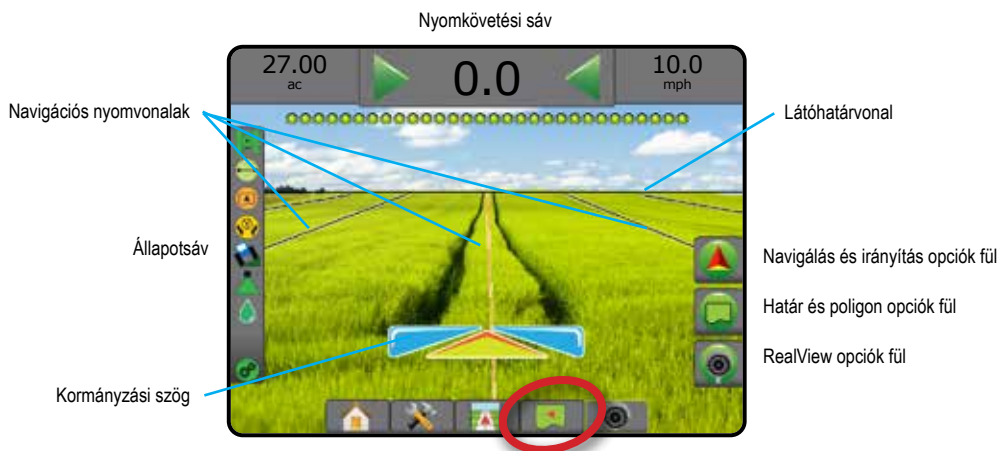 Nyomkövetési sáv
27.00
ac
0.0
10.0
mph
Navigációs nyomvonalak
Látóhatárvonal
Állapotsáv
Navigálás és irányítás opciók fül
Határ és poligon opciók fül
RealView opciók fül
Kormányzási szög